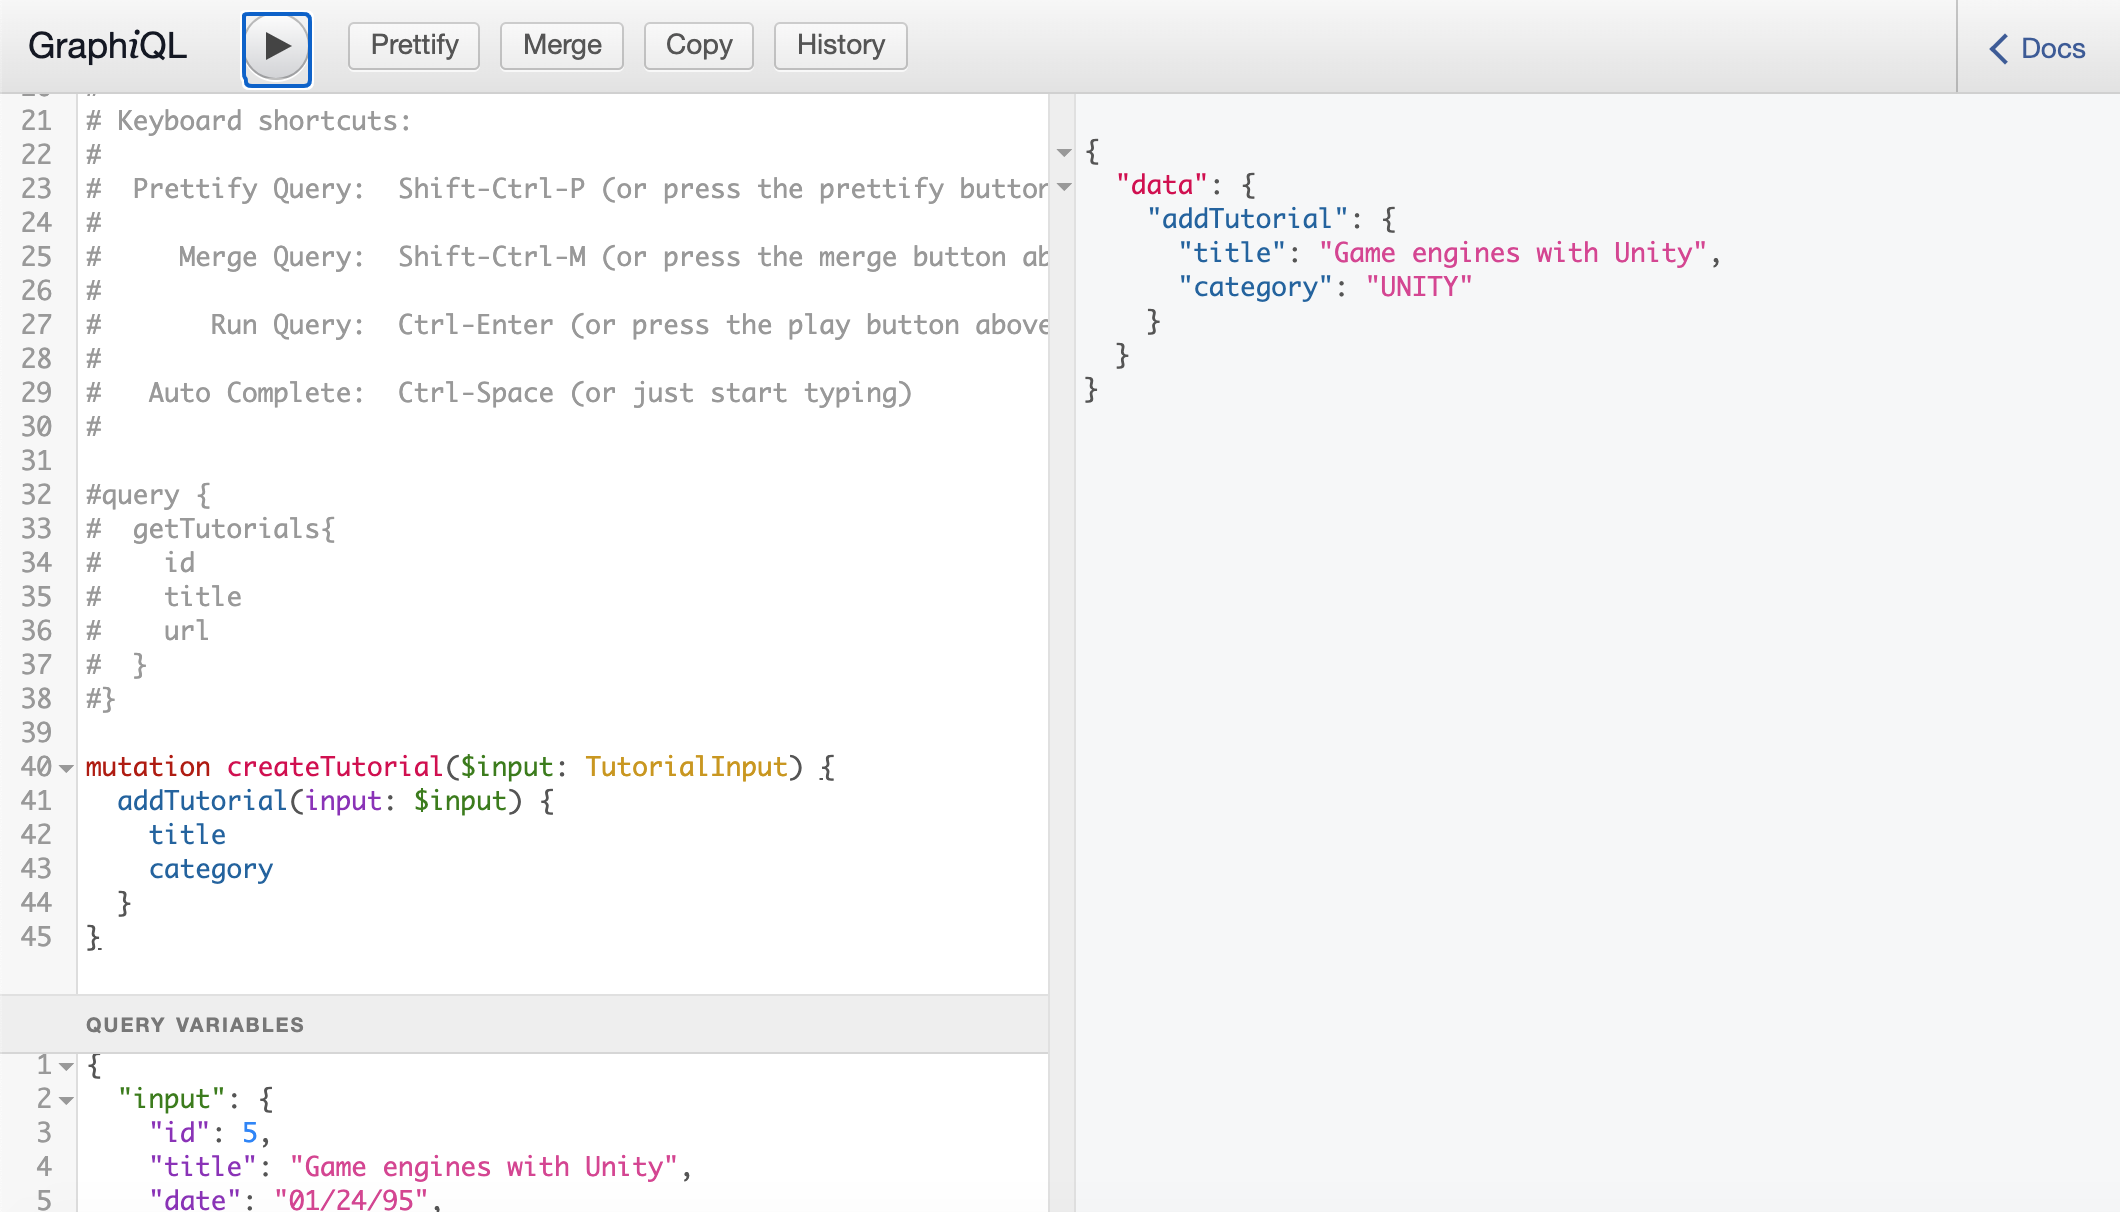 GraphiQL
Prettify
Merge
Copy
History
Docs
21 # Keyboard shortcuts:
22 #
23 #  Prettify Query:  Shift-Ctrl-P (or press the prettify button
24 #
25 #     Merge Query:  Shift-Ctrl-M (or press the merge button ab
26 #
27 #       Run Query:  Ctrl-Enter (or press the play button above
28 #
29 #   Auto Complete:  Ctrl-Space (or just start typing)
30 #
31
32 #query {
33 #  getTutorials{
34 #    id
35 #    title
36 #    url
37 #  }
38 #}
39
40 mutation createTutorial($input: TutorialInput) {
41   addTutorial(input: $input) {
42     title
43     category
44   }
45 }
QUERY VARIABLES
1 {
2   "input": {
3     "id": 5,
4     "title": "Game engines with Unity",
5     "date": "01/24/95",
{
  "data": {
    "addTutorial": {
      "title": "Game engines with Unity",
      "category": "UNITY"
    }
  }
}